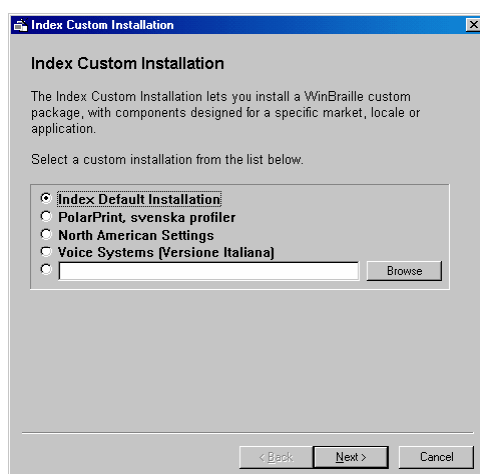 Index Custom Installation
Index Custom Installation
The Index Custom Installation lets you install a WinBraille custom
package, with components designed for a specific market, locale or
application.
Select a custom installation from the list below.
Index Default Installation
PolarPrint, svenska profiler
North American Settings
Voice Systems (Versione Italiana)
Browse
< Back
Next >
Cancel